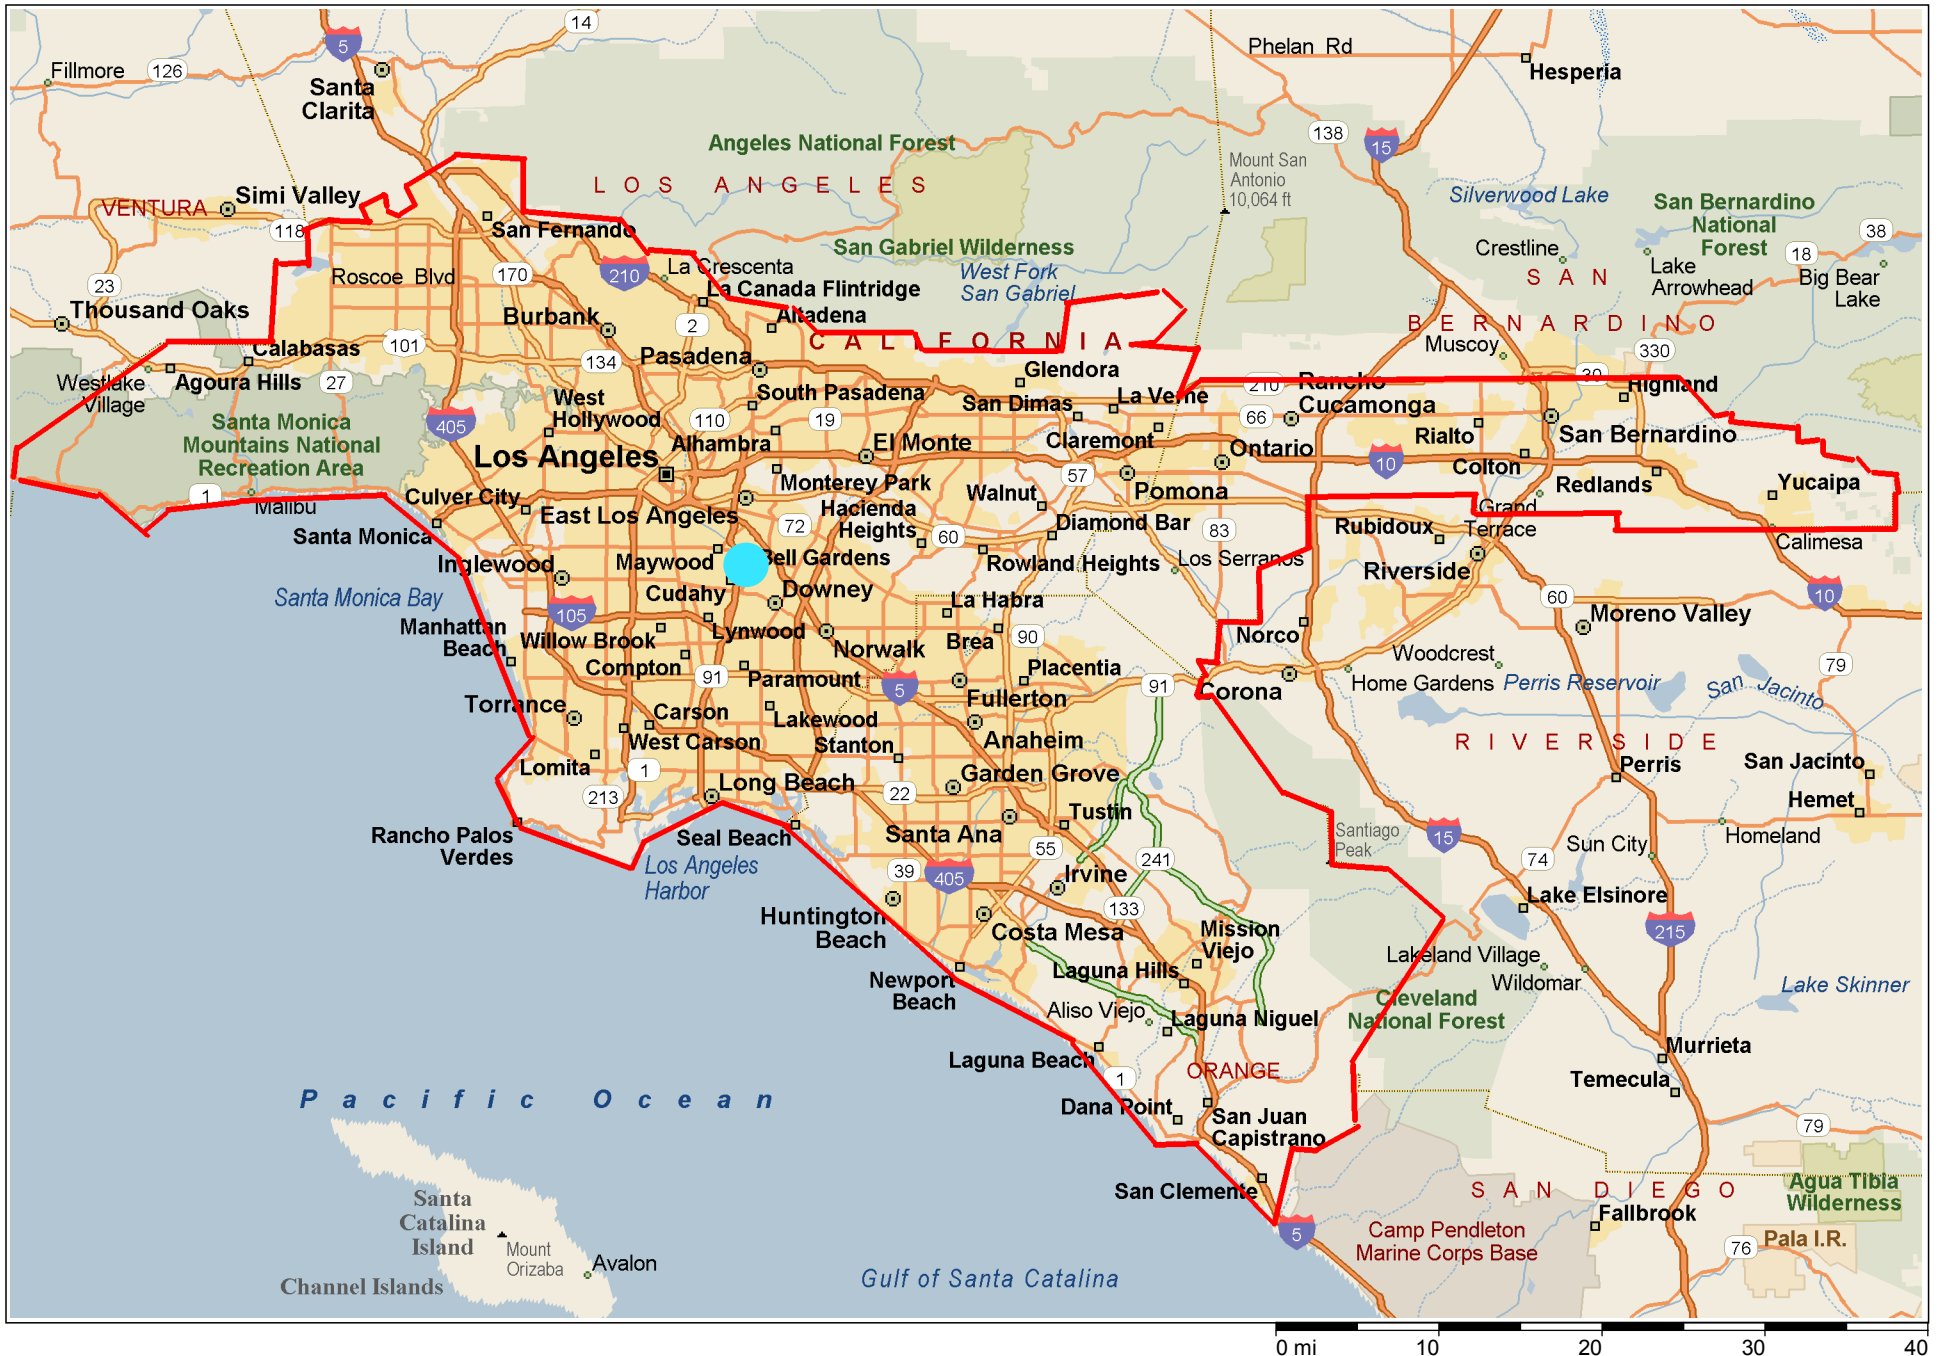 14
5
Phelan Rd
Fillmore
126
Hesperia
Santa
Clarita
138
15
Angeles National Forest
Mount San
Antonio
10,064 ft
LOS ANGELES
Silverwood Lake
San Bernardino
National
Forest
Simi Valley
VENTURA
118
San Fernando
38
San Gabriel Wilderness
Crestline
18
Lake
Arrowhead
Big Bear
Lake
SAN
Roscoe Blvd
170
210
La Crescenta
West Fork
San Gabriel
23
La Canada Flintridge
Thousand Oaks
Burbank
2
Altadena
BERNARDINO
CALIFORNIA
Muscoy
330
Calabasas
101
134
Pasadena
Glendora
Westlake
Village
Agoura Hills
27
210
Rancho
Cucamonga
30
Highland
West
Hollywood
South Pasadena
San Dimas
La Verne
66
Santa Monica
Mountains National
Recreation Area
405
110
19
Alhambra
El Monte
Claremont
Ontario
Rialto
San Bernardino
Los Angeles
10
Colton
57
Monterey Park
Walnut
Pomona
Redlands
Yucaipa
1
Malibu
Culver City
East Los Angeles
Hacienda
Heights
Grand
Terrace
Santa Monica
72
60
Diamond Bar
83
Rubidoux
Calimesa
Inglewood
Maywood
Bell Gardens
Rowland Heights
Los Serranos
Riverside
Santa Monica Bay
105
Cudahy
Downey
La Habra
60
10
Moreno Valley
Manhattan
Beach
Willow Brook
Lynwood
Norwalk
Brea
90
Norco
Compton
91
Paramount
Placentia
Woodcrest
79
5
Fullerton
91
Corona
Home Gardens
Perris Reservoir
San Jacinto
Torrance
Carson
Lakewood
West Carson
Stanton
Anaheim
RIVERSIDE
Lomita
1
Long Beach
Garden Grove
Perris
San Jacinto
213
22
Tustin
Hemet
Rancho Palos
Verdes
Seal Beach
Santa Ana
Santiago
Peak
15
Homeland
Los Angeles
Harbor
55
241
74
Sun City
39
405
Irvine
Lake Elsinore
Huntington
Beach
133
Costa Mesa
Mission
Viejo
215
Lakeland Village
Laguna Hills
Wildomar
Newport
Beach
Aliso Viejo
Laguna Niguel
Cleveland
National Forest
Lake Skinner
Laguna Beach
Murrieta
ORANGE
1
Temecula
Pacific Ocean
Dana Point
San Juan
Capistrano
79
San Clemente
SAN DIEGO
Agua Tibia
Wilderness
Santa
Catalina
Island
Fallbrook
5
Camp Pendleton
Marine Corps Base
76
Pala I.R.
Mount
Orizaba
Avalon
Channel Islands
Gulf of Santa Catalina
0 mi 10 20 30 40